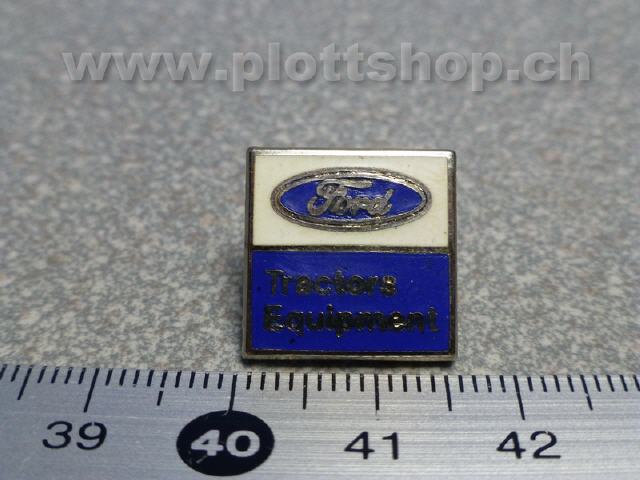 www.plottshop.ch
Ford
Tractors
Equipment
39 40 41 42